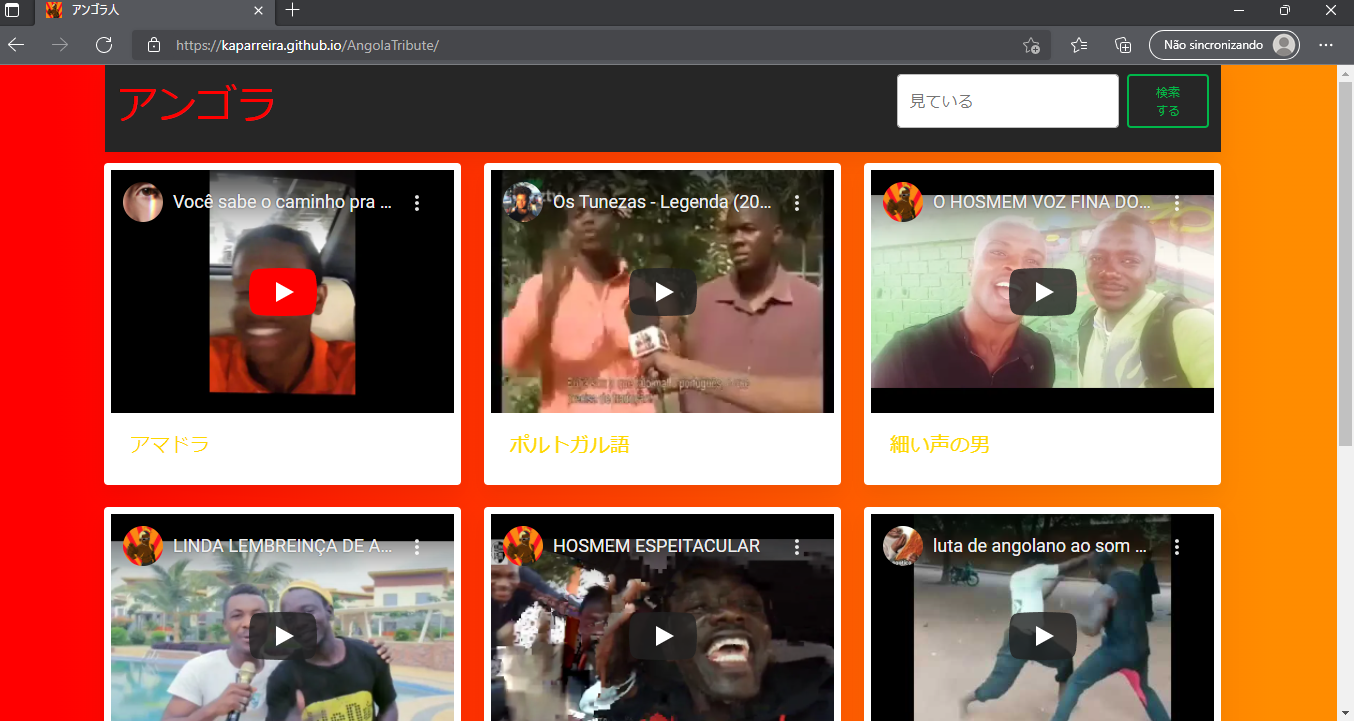 アンゴラ人
https://kaparreira.github.io/AngolaTribute/
Não sincronizando
アンゴラ
見ている
検索
する
Você sabe o caminho pra ...
Os Tunezas - Legenda (20...
O HOSMEM VOZ FINA DO...
アマドラ
ポルトガル語
細い声の男
LINDA LEMBREINÇA DE A...
HOSMEM ESPEITACULAR
luta de angolano ao som ...